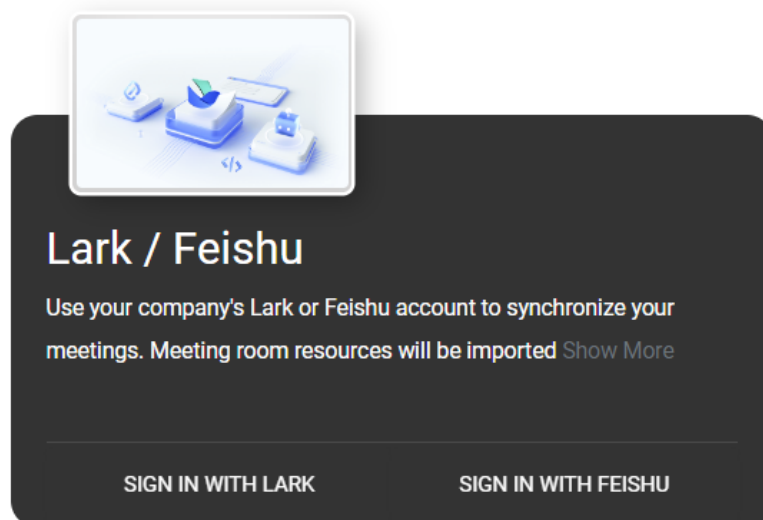 Lark / Feishu
Use your company's Lark or Feishu account to synchronize your
meetings. Meeting room resources will be imported Show More
SIGN IN WITH LARK
SIGN IN WITH FEISHU